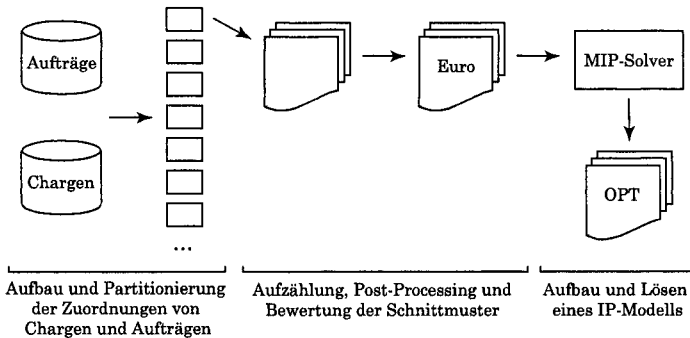 Aufträge
Chargen
...
Euro
MIP-Solver
OPT
Aufbau und Partitionierung
der Zuordnungen von
Chargen und Aufträgen
Aufzählung, Post-Processing und
Bewertung der Schnittmuster
Aufbau und Lösen
eines IP-Modells